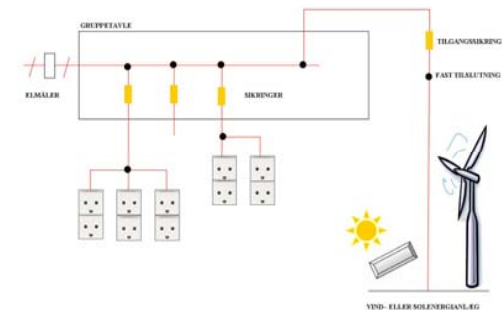 GRUPPETAVLE
TILGANGSSIKRING
FAST TILSLUTNING
ELMÅLER
SIKRINGER
VIND- ELLER SOLENERGIANLÆG